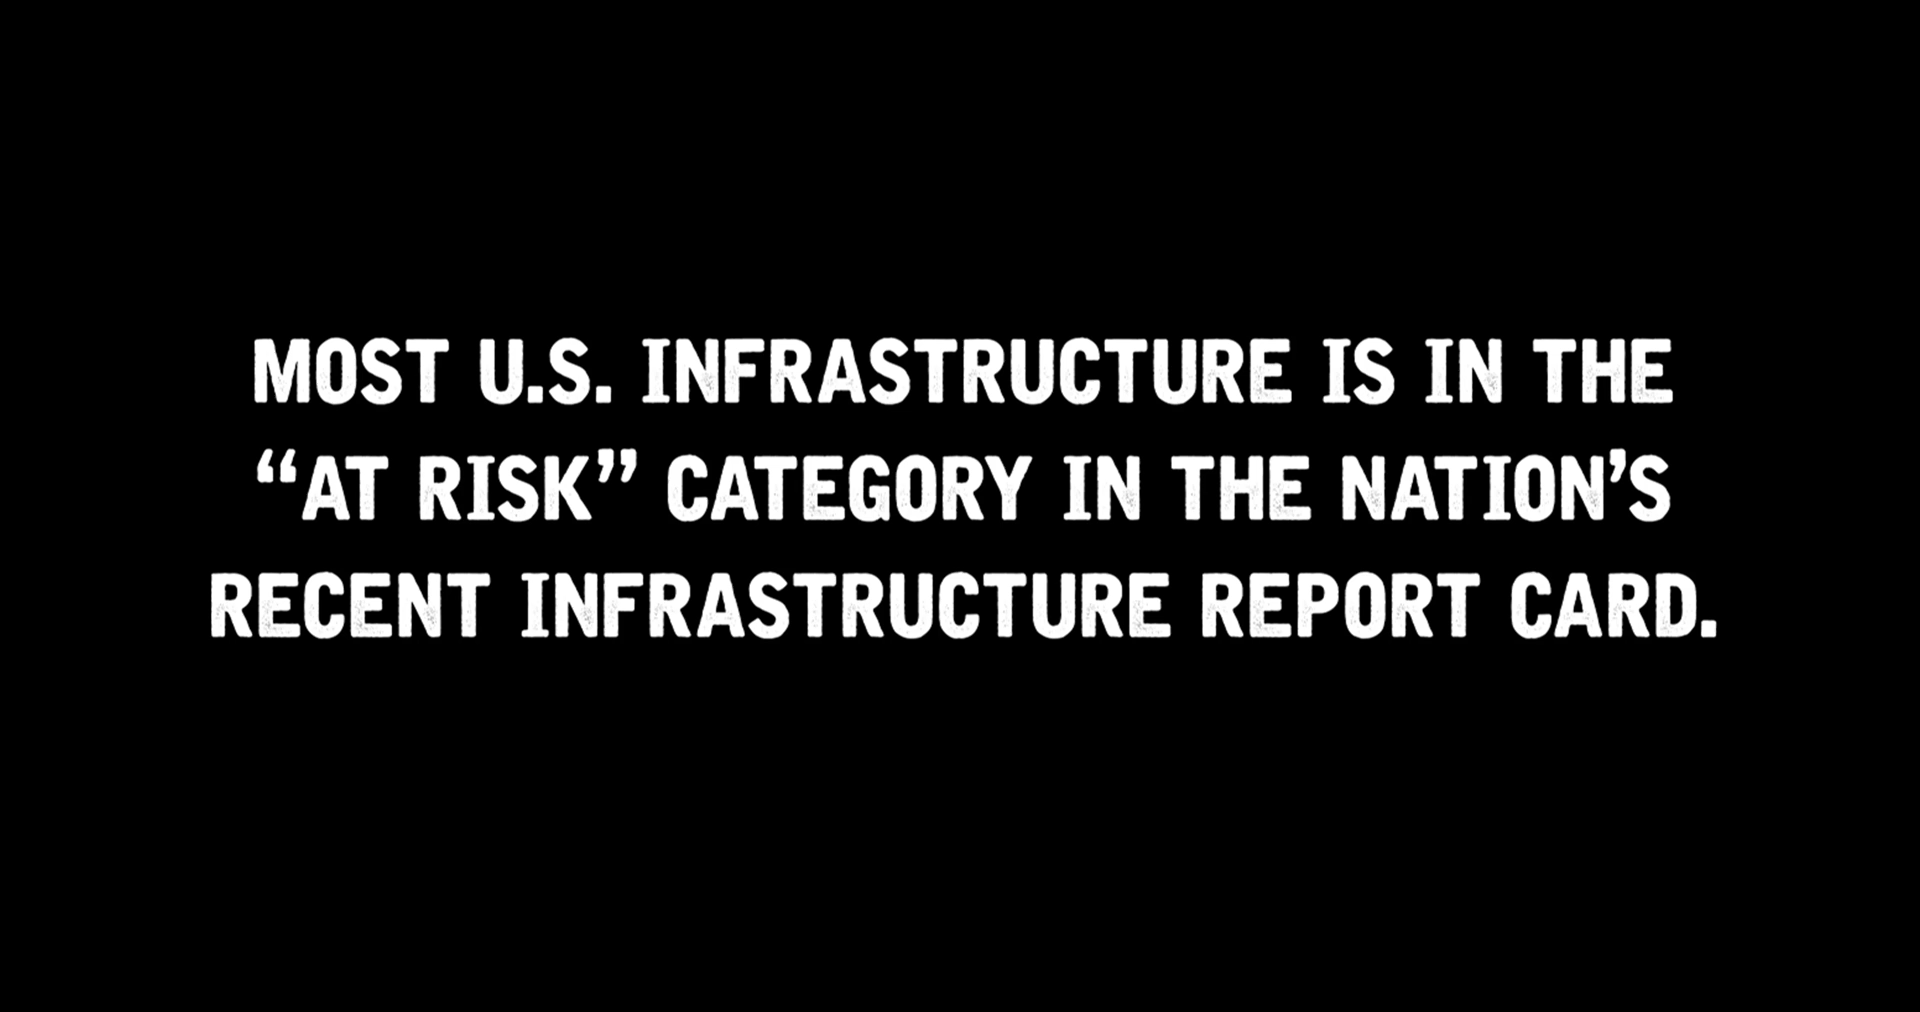 MOST U.S. INFRASTRUCTURE IS IN THE
“AT RISK” CATEGORY IN THE NATION’S
RECENT INFRASTRUCTURE REPORT CARD.